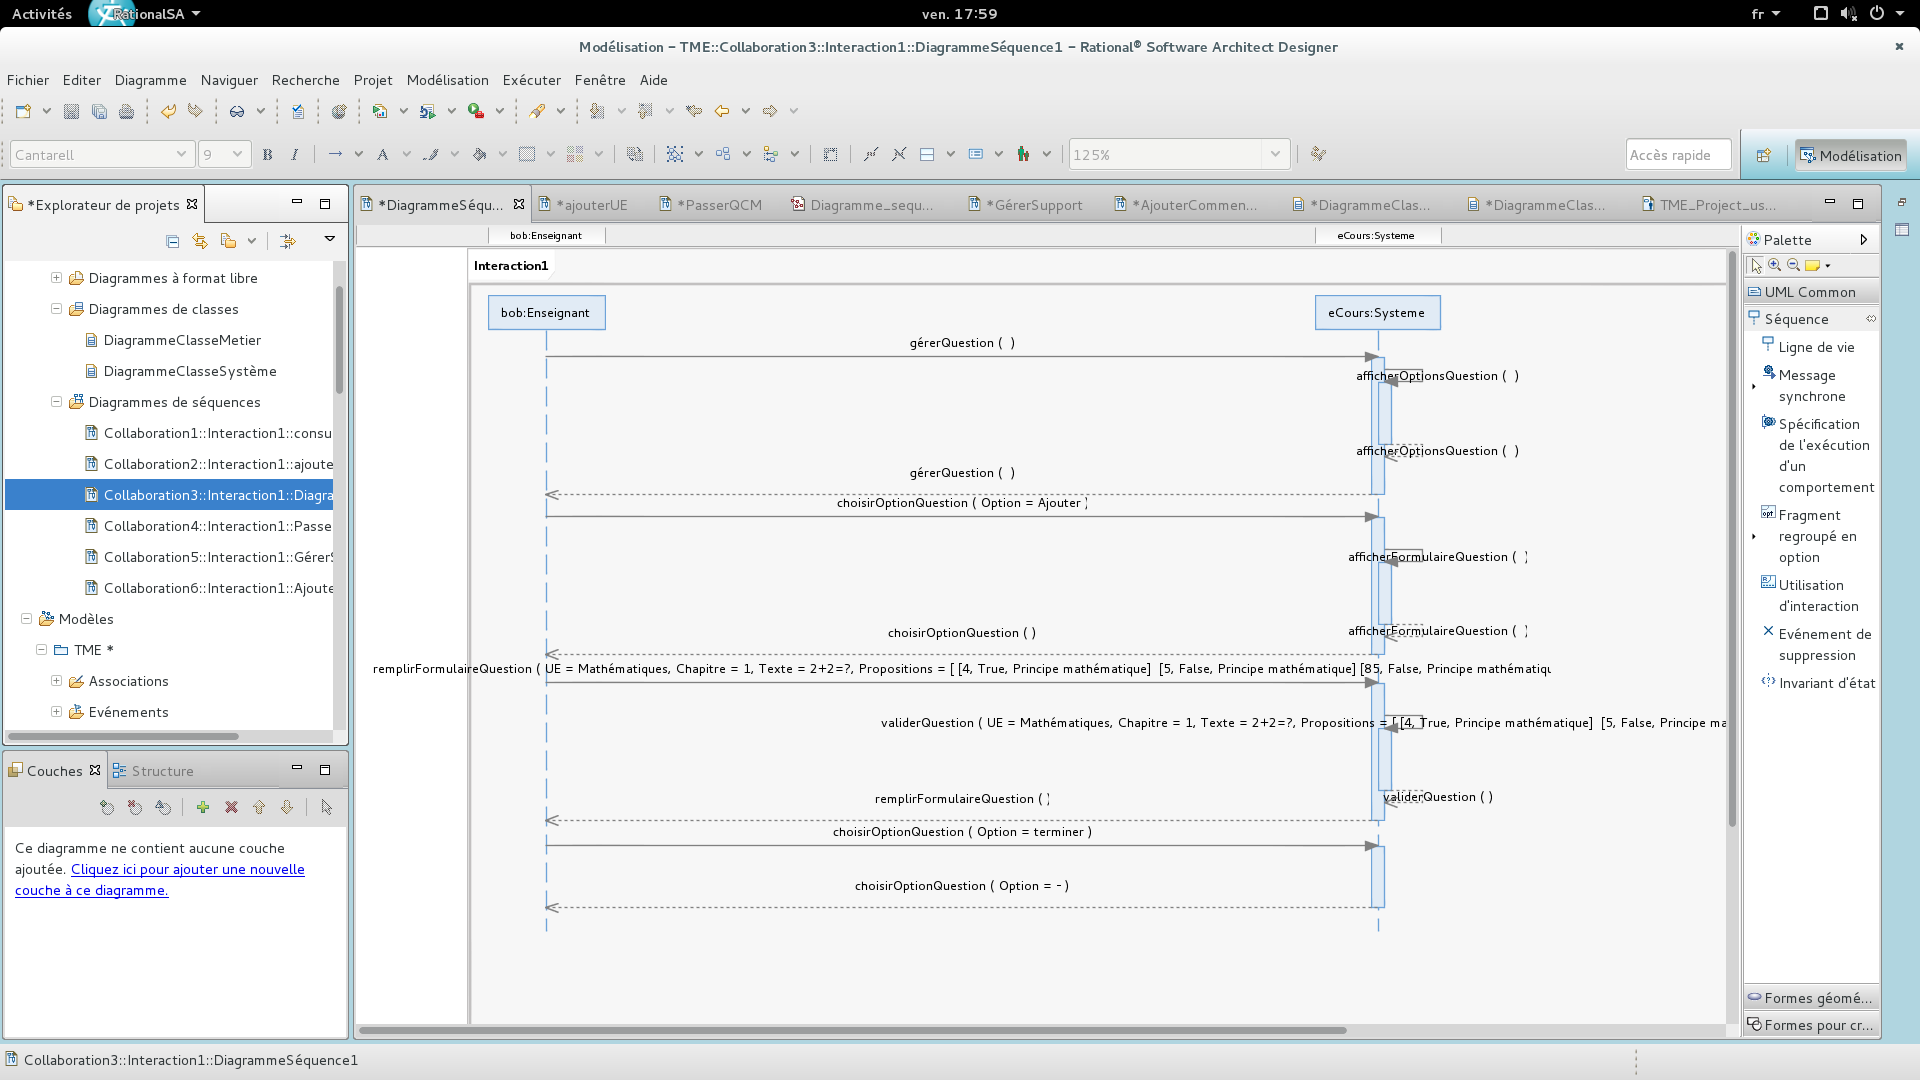 Activités
RationalSA
ven. 17:59
fr
Modélisation – TME::Collaboration3::Interaction1::DiagrammeSéquence1 – Rational® Software Architect Designer
Fichier Editer Diagramme Naviguer Recherche Projet Modélisation Exécuter Fenêtre Aide
Cantarell
9
B I
A
125%
Accès rapide
Modélisation
*Explorateur de projets
Diagrammes à format libre
Diagrammes de classes
DiagrammeClasseMetier
DiagrammeClasseSystème
Diagrammes de séquences
Collaboration1::Interaction1::consu
Collaboration2::Interaction1::ajoute
Collaboration3::Interaction1::Diagra
Collaboration4::Interaction1::Passe
Collaboration5::Interaction1::GérerS
Collaboration6::Interaction1::Ajoute
Modèles
TME *
Associations
Evénements
Couches
Structure
Ce diagramme ne contient aucune couche
ajoutée. Cliquez ici pour ajouter une nouvelle
couche à ce diagramme.
*DiagrammeSéqu...
*ajouterUE
*PasserQCM
Diagramme_sequ...
*GérerSupport
*AjouterCommen...
*DiagrammeClas...
*DiagrammeClas...
TME_Project_us...
bob:Enseignant
eCours:Systeme
Interaction1
bob:Enseignant
eCours:Systeme
gérerQuestion ( )
afficherOptionsQuestion ( )
afficherOptionsQuestion ( )
gérerQuestion ( )
choisirOptionQuestion ( Option = Ajouter )
afficherFormulaireQuestion ( )
afficherFormulaireQuestion ( )
choisirOptionQuestion ( )
remplirFormulaireQuestion ( UE = Mathématiques, Chapitre = 1, Texte = 2+2=?, Propositions = [ [4, True, Principe mathématique] [5, False, Principe mathématique] [85, False, Principe mathématiqu
validerQuestion ( UE = Mathématiques, Chapitre = 1, Texte = 2+2=?, Propositions = [ [4, True, Principe mathématique] [5, False, Principe ma
validerQuestion ( )
remplirFormulaireQuestion ( )
choisirOptionQuestion ( Option = terminer )
choisirOptionQuestion ( Option = - )
Palette
UML Common
Séquence
Ligne de vie
Message
synchrone
Spécification
de l'exécution
d'un
comportement
Fragment
regroupé en
option
Utilisation
d'interaction
Evénement de
suppression
Invariant d'état
Formes géomé...
Formes pour cr...
Collaboration3::Interaction1::DiagrammeSéquence1